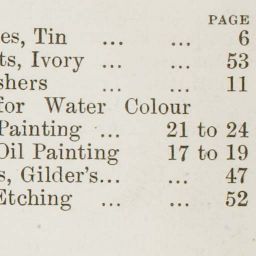 PAGE
es, Tin ... ... 6
ts, Ivory ... ... 53
shers ... ... 11
for Water Colour
Painting ... 21 to 24
Oil Painting 17 to 19
s, Gilder's... ... 47
Etching ... ... 52